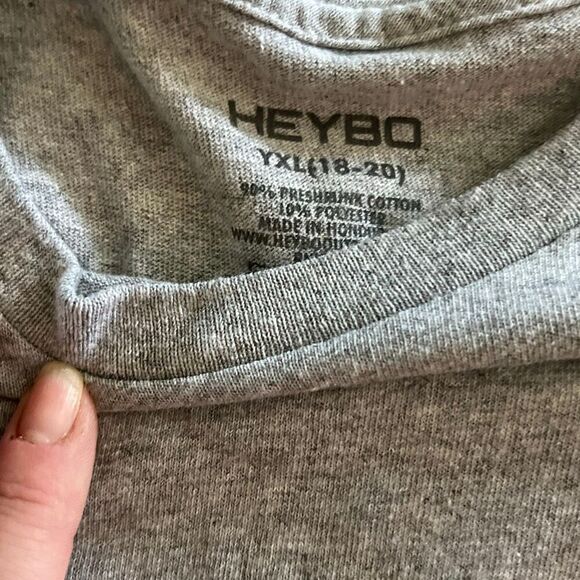 HEYBO
YXL(18-20)
90% PRESHRUNK COTTON
10% POLYESTER
MADE IN